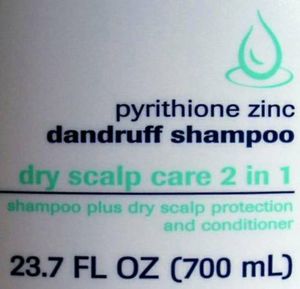 pyrithione zinc
dandruff shampoo
dry scalp care 2 in 1
shampoo plus dry scalp protection
and conditioner
23.7 FL OZ (700 mL)